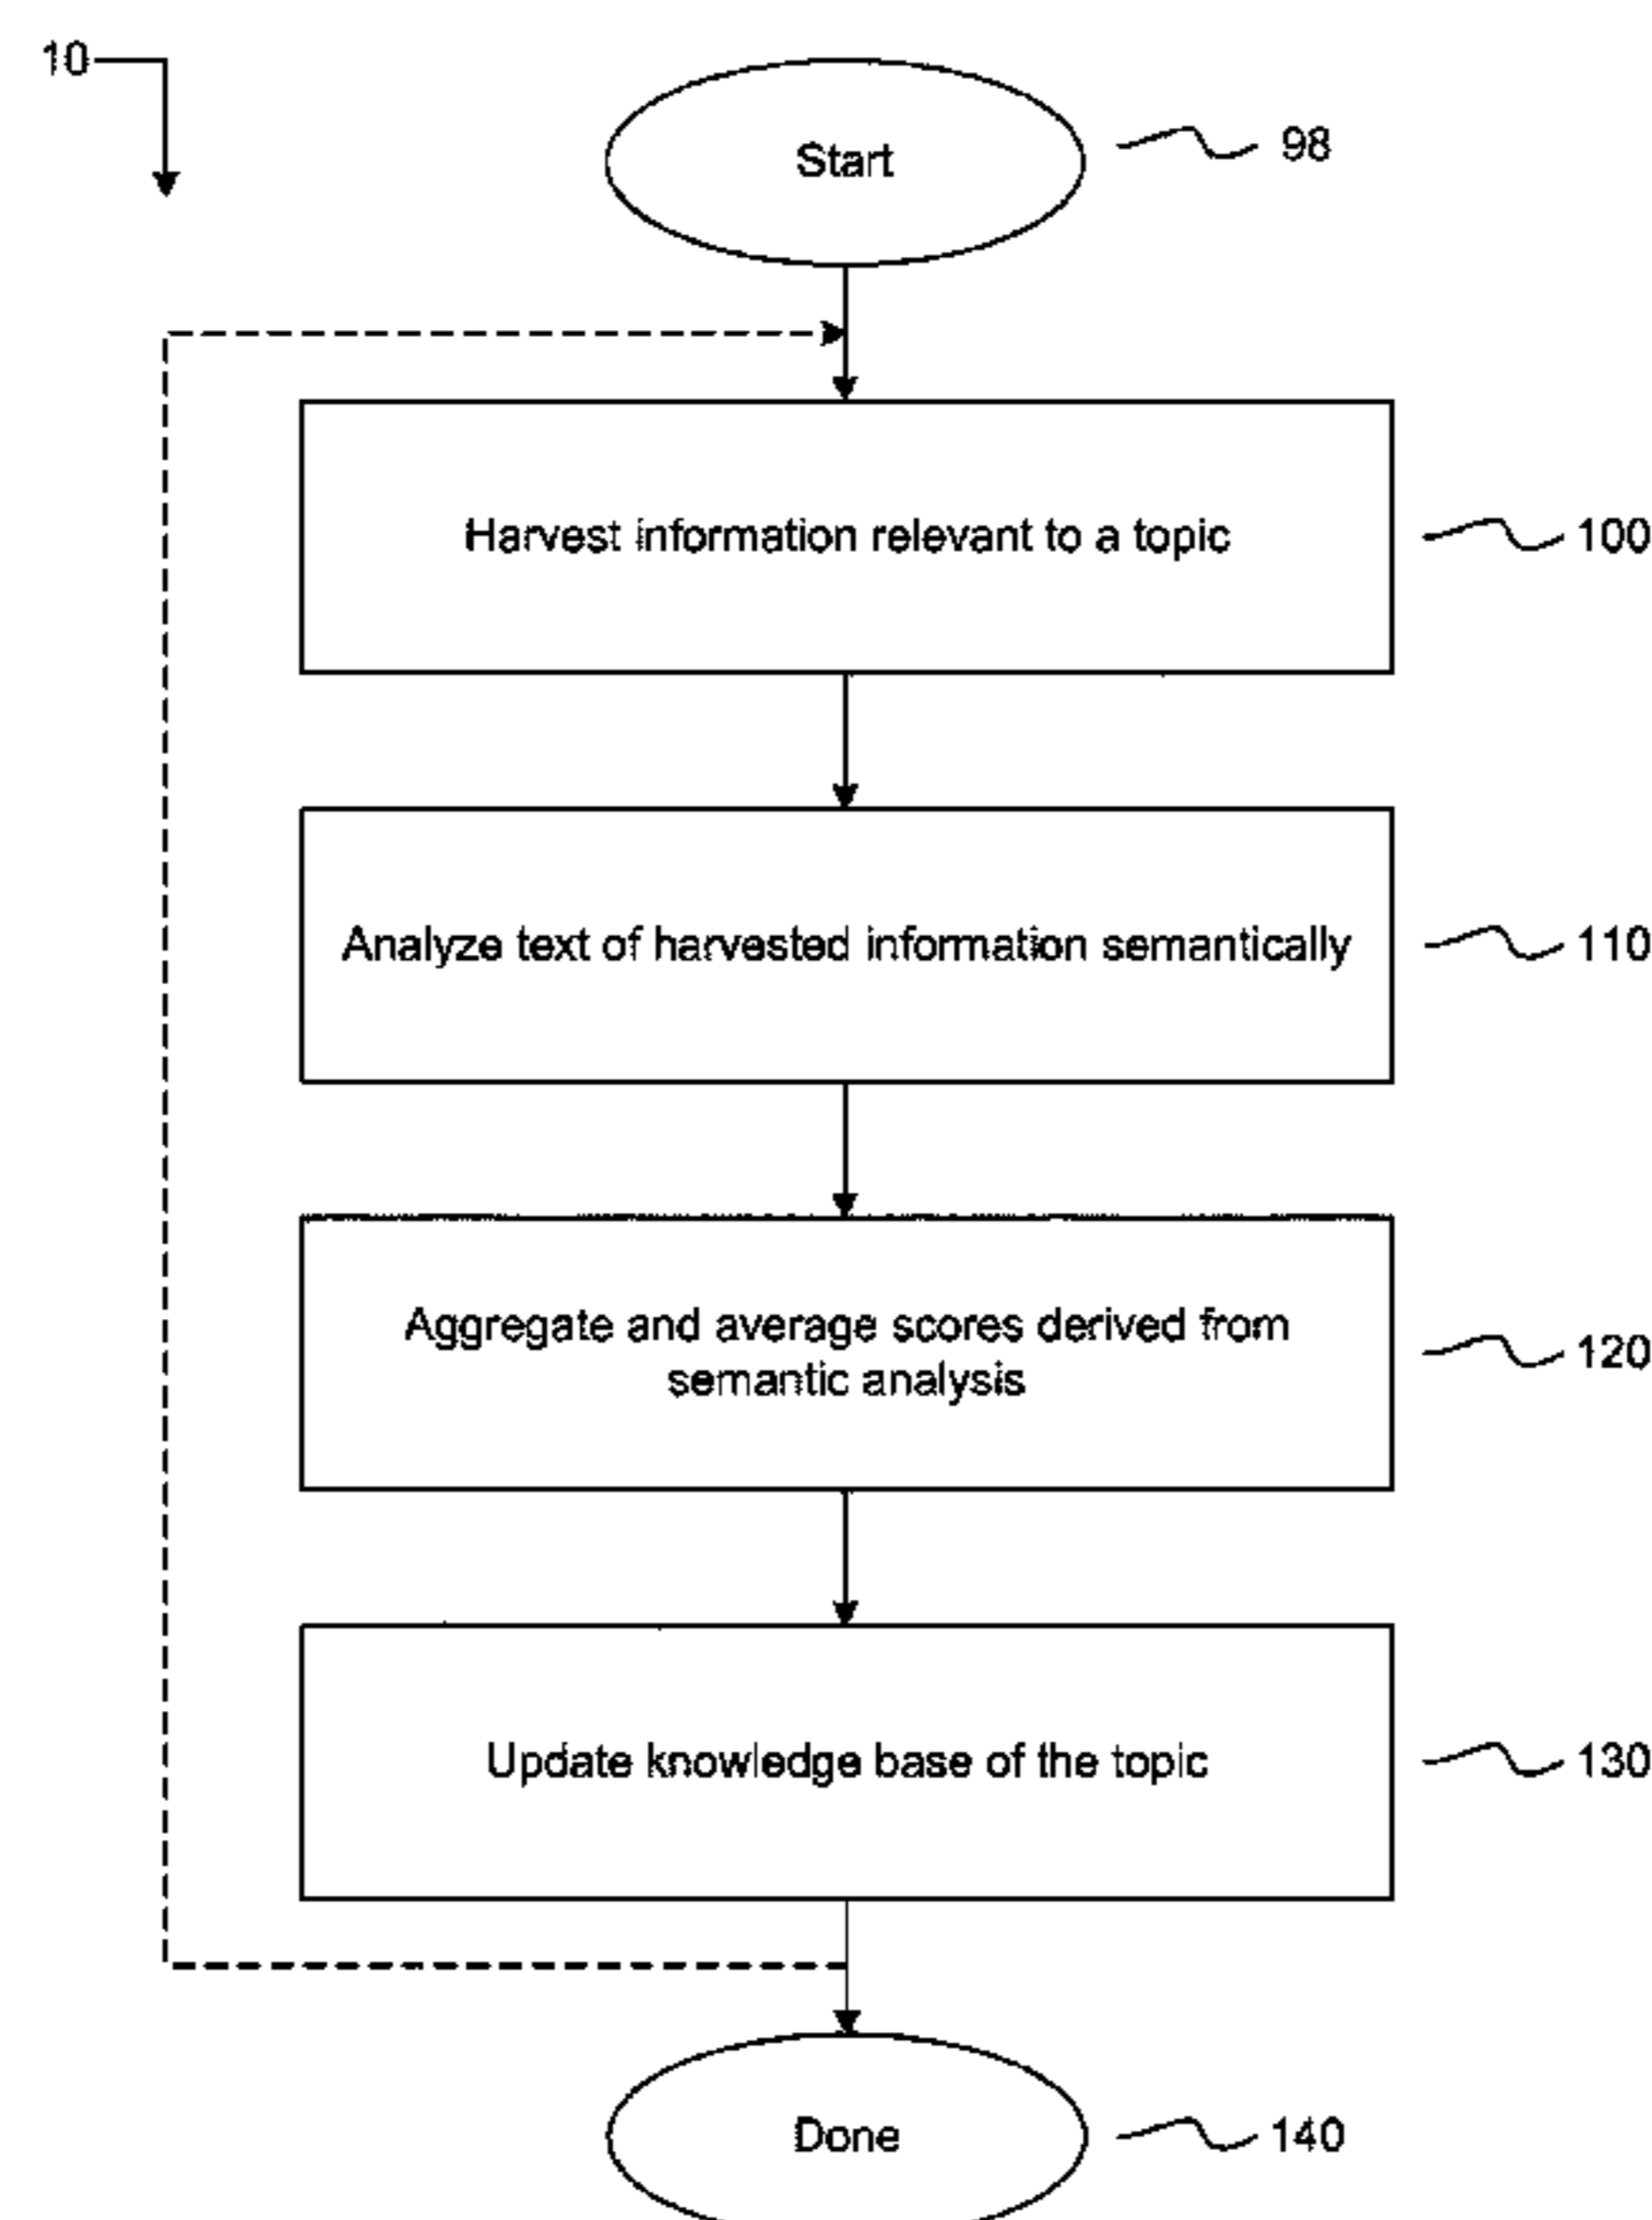 10
Start
98
Harvest information relevant to a topic
100
Analyze text of harvested information semantically
110
Aggregate and average scores derived from
semantic analysis
120
Update knowledge base of the topic
130
Done
140